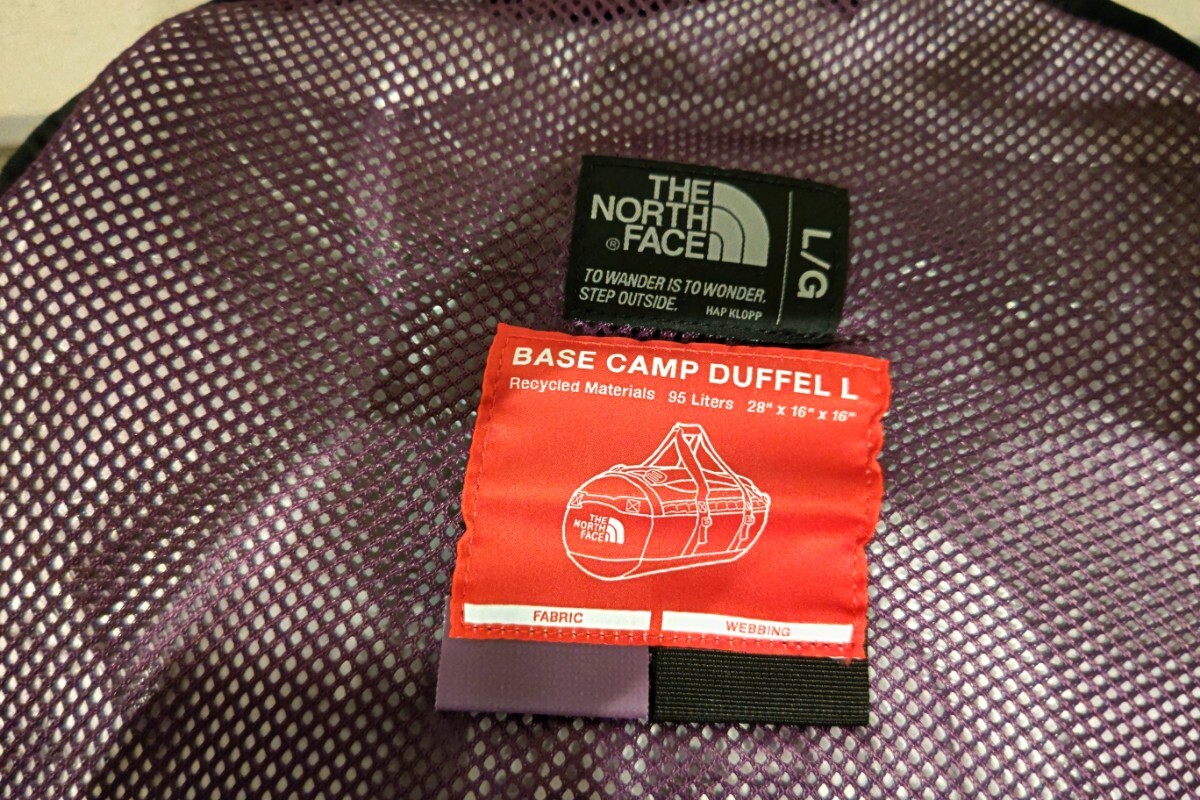 THE
NORTH
® FACE
L/G
TO WANDER IS TO WONDER.
STEP OUTSIDE. HAP KLOPP
BASE CAMP DUFFEL L
Recycled Materials 95 Liters 28" x 16" x 16"
THE
NORTH
FACE
FABRIC
WEBBING